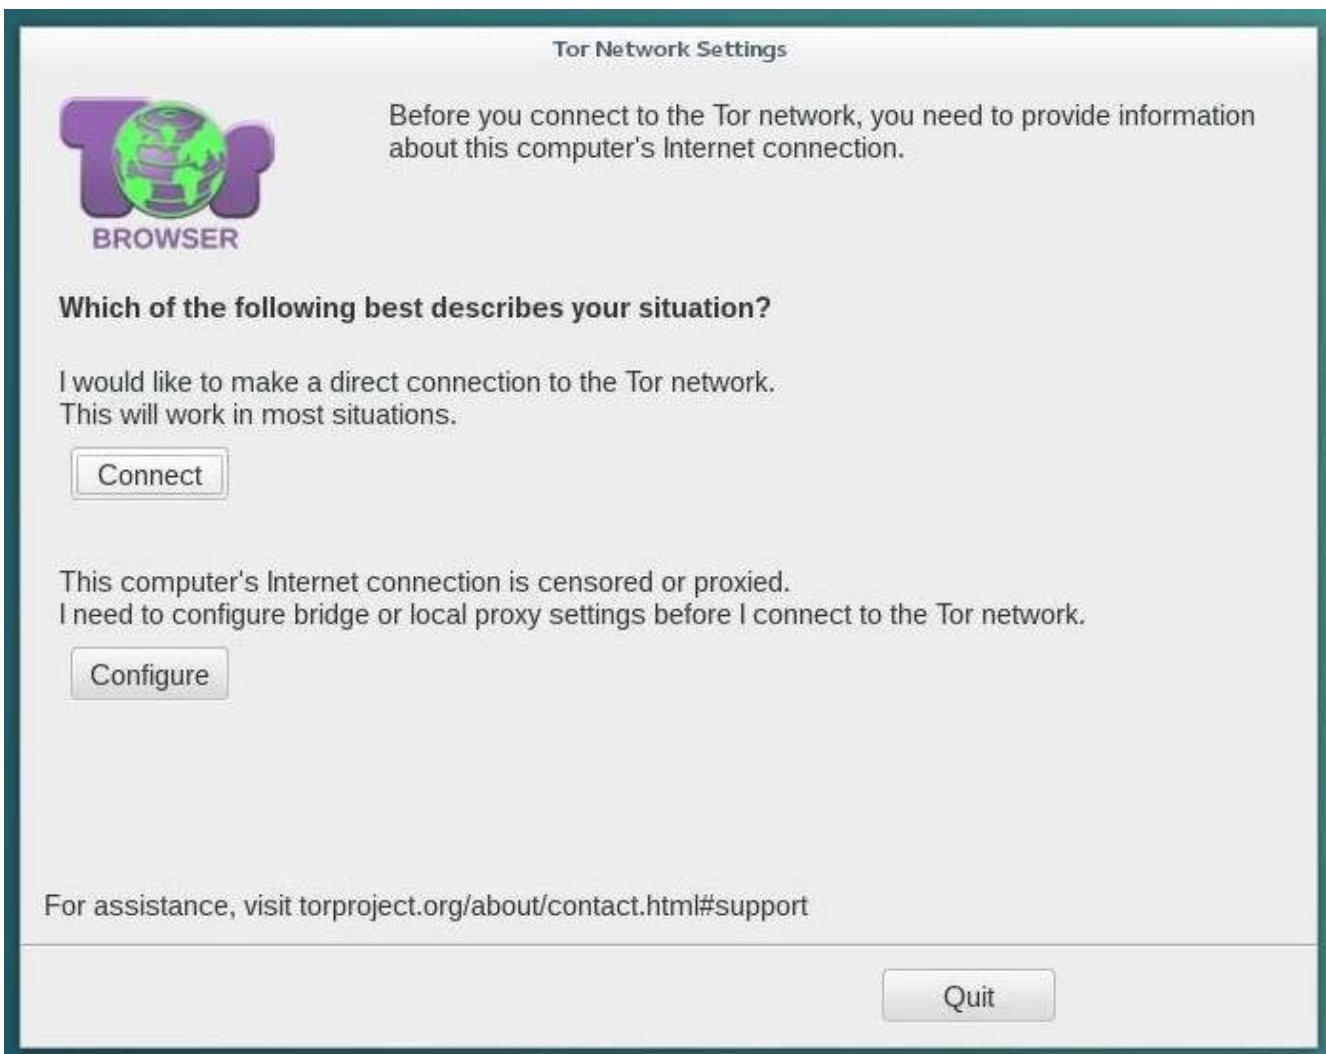 Tor Network Settings
Tor
BROWSER
Before you connect to the Tor network, you need to provide information
about this computer's Internet connection.
Which of the following best describes your situation?
I would like to make a direct connection to the Tor network.
This will work in most situations.
Connect
This computer's Internet connection is censored or proxied.
I need to configure bridge or local proxy settings before I connect to the Tor network.
Configure
For assistance, visit torproject.org/about/contact.html#support
Quit